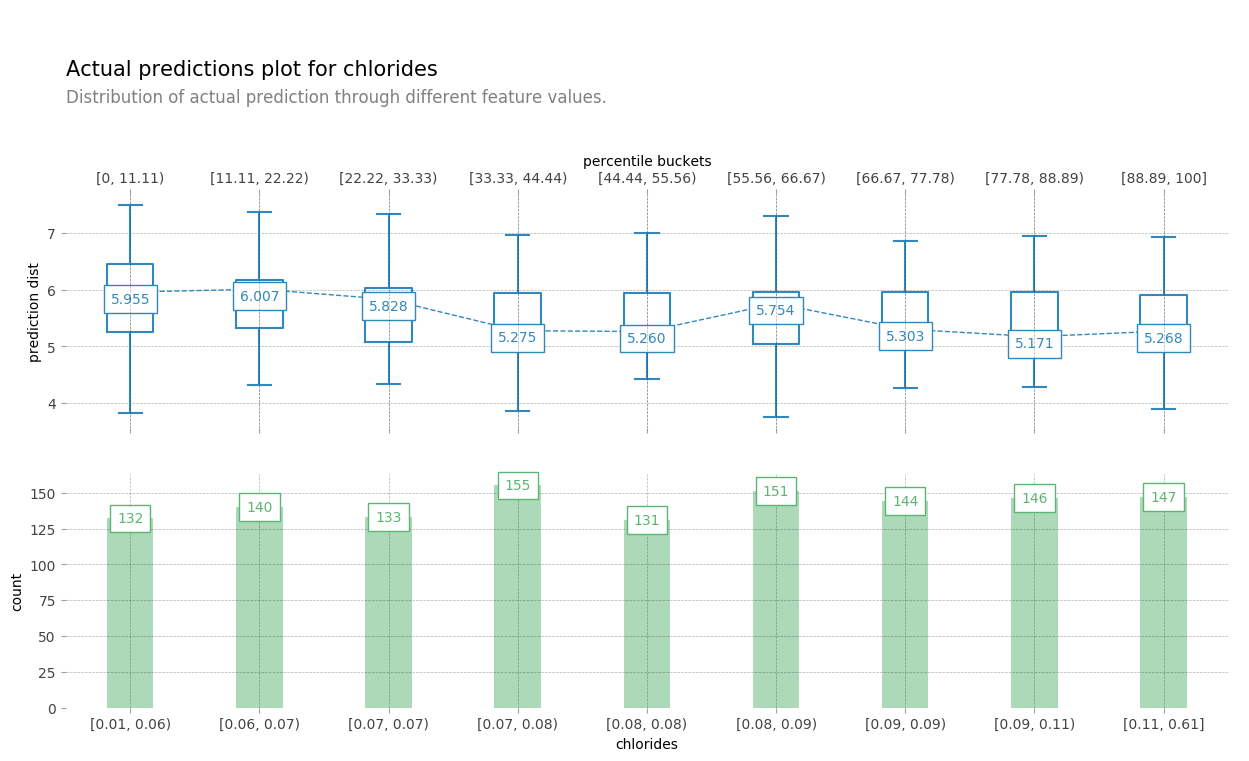 Actual predictions plot for chlorides
Distribution of actual prediction through different feature values.
percentile buckets
[0, 11.11) [11.11, 22.22) [22.22, 33.33) [33.33, 44.44) [44.44, 55.56) [55.56, 66.67) [66.67, 77.78) [77.78, 88.89) [88.89, 100]
prediction dist
7
6
5
4
5.955 6.007 5.828 5.275 5.260 5.754 5.303 5.171 5.268
count
150
125
100
75
50
25
0
132 140 133 155 131 151 144 146 147
[0.01, 0.06) [0.06, 0.07) [0.07, 0.07) [0.07, 0.08) [0.08, 0.08) [0.08, 0.09) [0.09, 0.09) [0.09, 0.11) [0.11, 0.61]
chlorides